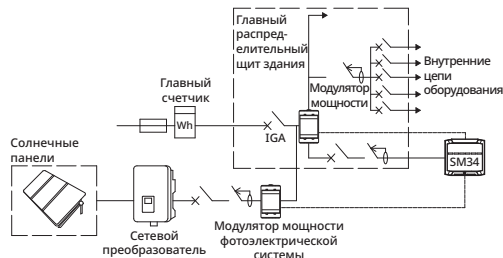 Главный
распред-
елительный
щит здания
Модулятор
мощности
Внутренние
цепи
оборудования
Главный
счетчик
Wh
IGA
SM34
Солнечные
панели
Сетевой
преобразователь
Модулятор мощности
фотоэлектрической
системы